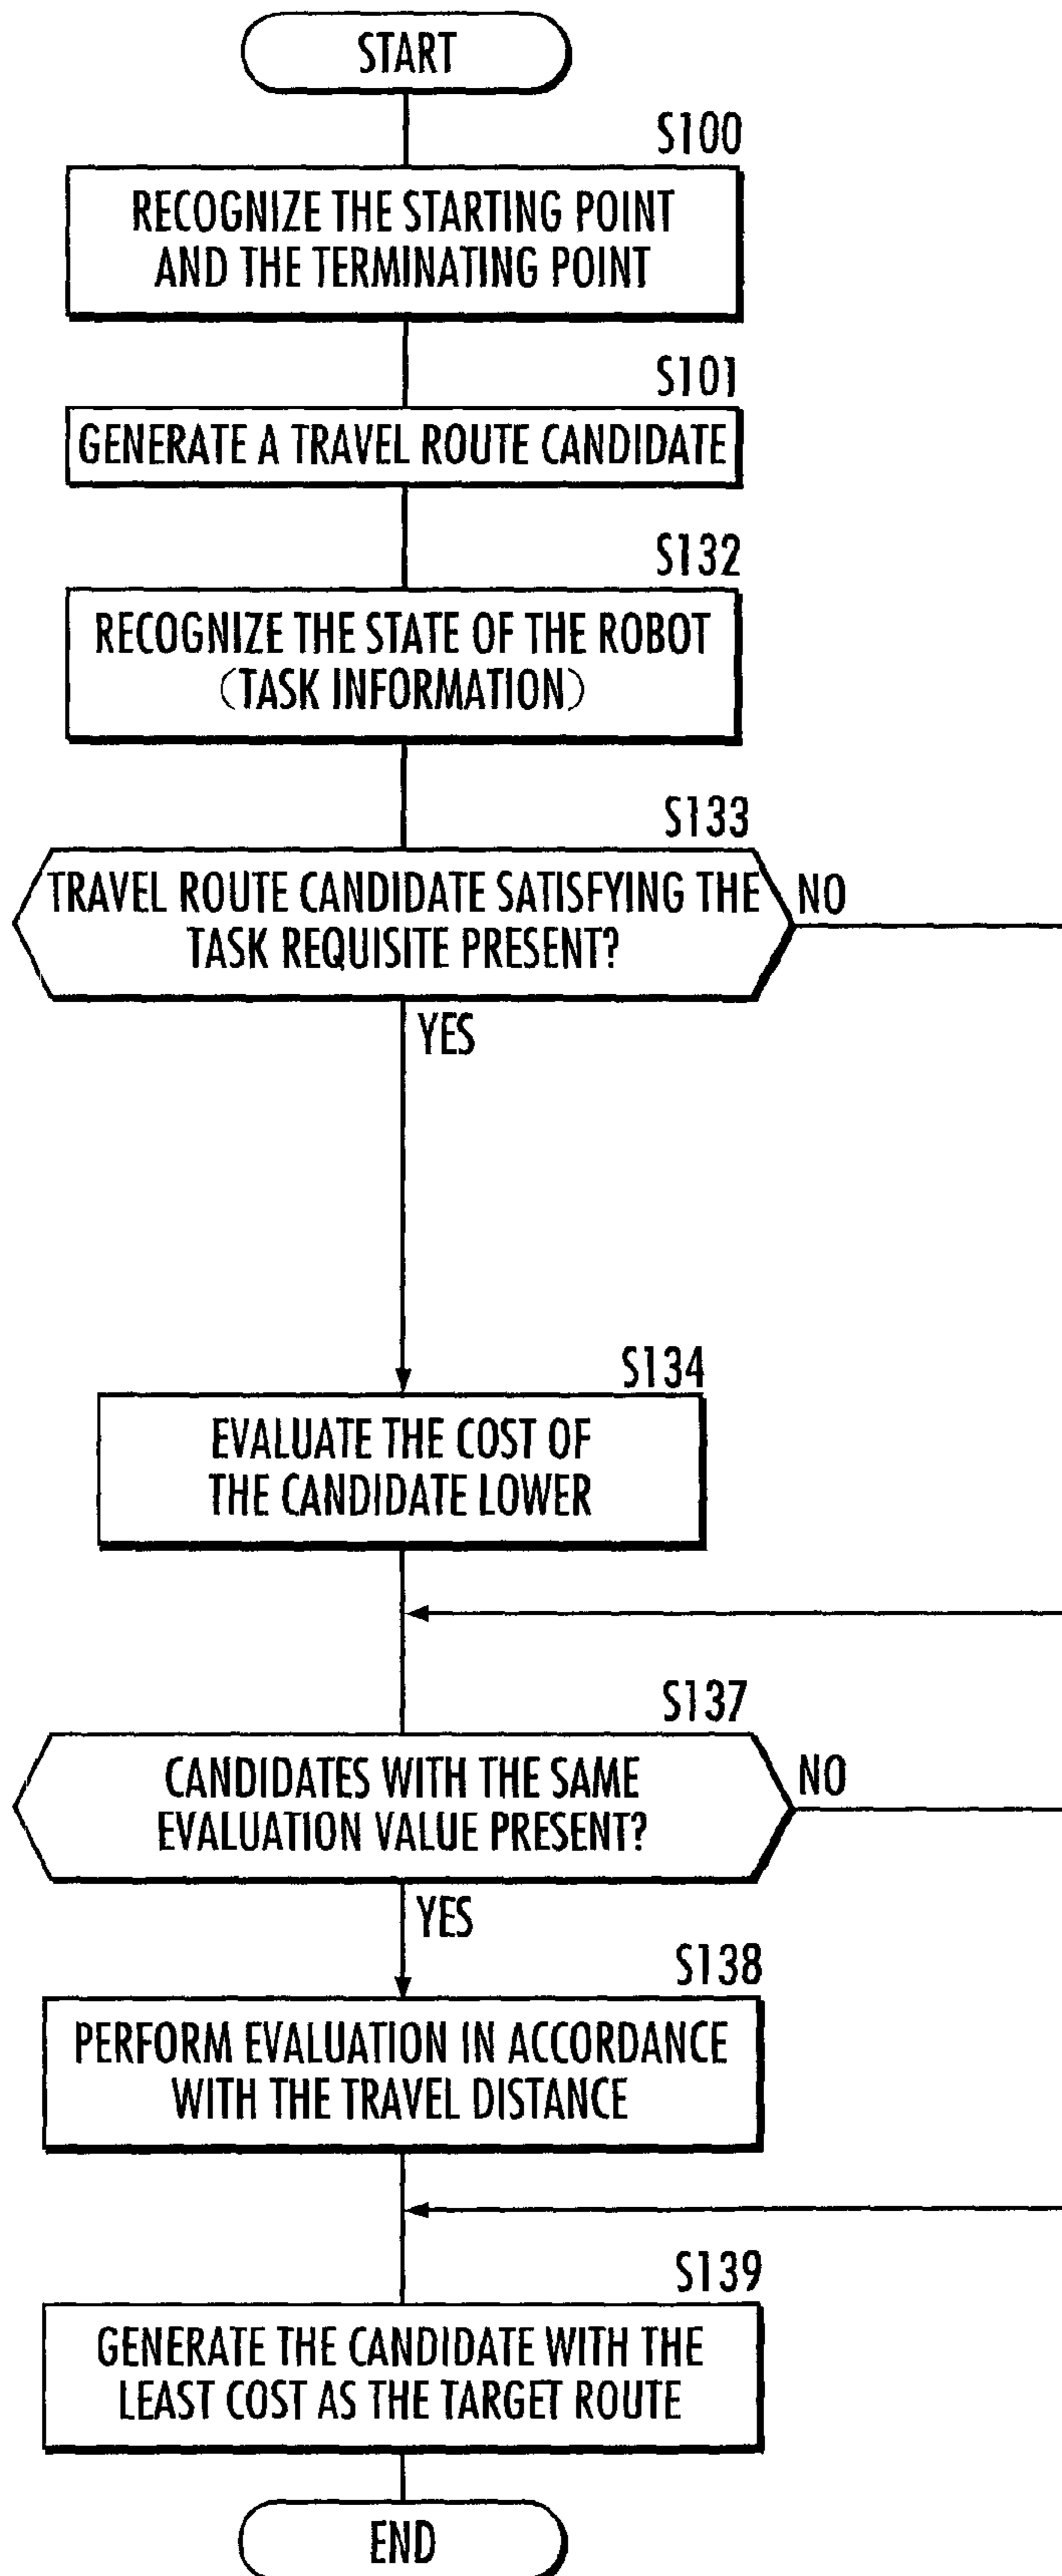 START
S100
RECOGNIZE THE STARTING POINT
AND THE TERMINATING POINT
S101
GENERATE A TRAVEL ROUTE CANDIDATE
S132
RECOGNIZE THE STATE OF THE ROBOT
(TASK INFORMATION)
S133
TRAVEL ROUTE CANDIDATE SATISFYING THE
TASK REQUISITE PRESENT?
NO
YES
S134
EVALUATE THE COST OF
THE CANDIDATE LOWER
S137
CANDIDATES WITH THE SAME
EVALUATION VALUE PRESENT?
NO
YES
S138
PERFORM EVALUATION IN ACCORDANCE
WITH THE TRAVEL DISTANCE
S139
GENERATE THE CANDIDATE WITH THE
LEAST COST AS THE TARGET ROUTE
END